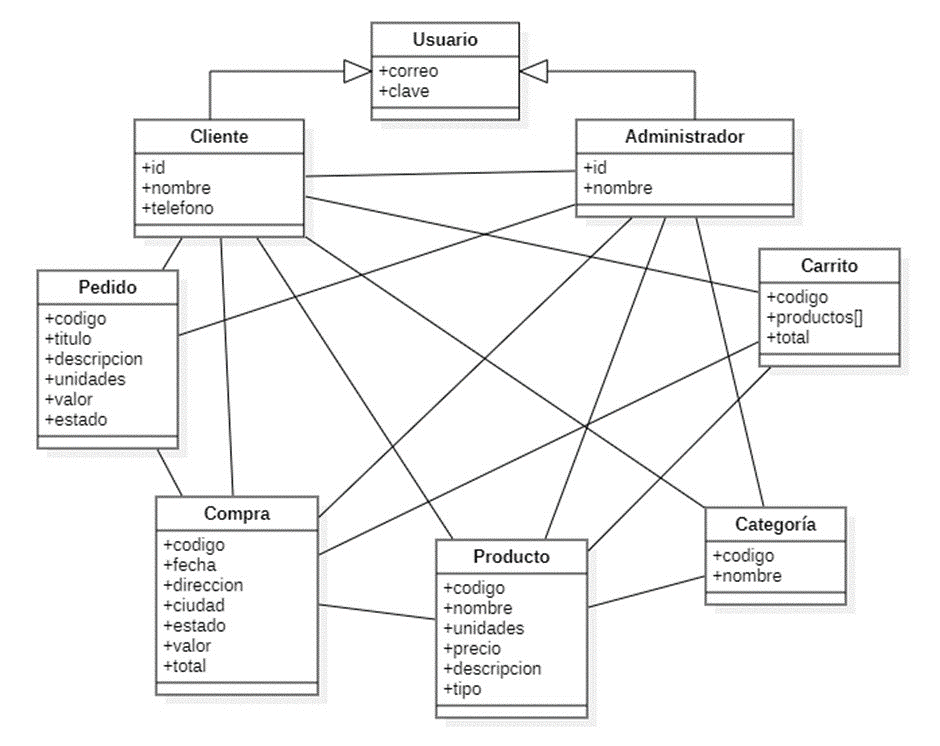 Usuario
+correo
+clave
Cliente
+id
+nombre
+telefono
Administrador
+id
+nombre
Carrito
+codigo
+productos[]
+total
Pedido
+codigo
+titulo
+descripcion
+unidades
+valor
+estado
Compra
+codigo
+fecha
+direccion
+ciudad
+estado
+valor
+total
Producto
+codigo
+nombre
+unidades
+precio
+descripcion
+tipo
Categoría
+codigo
+nombre